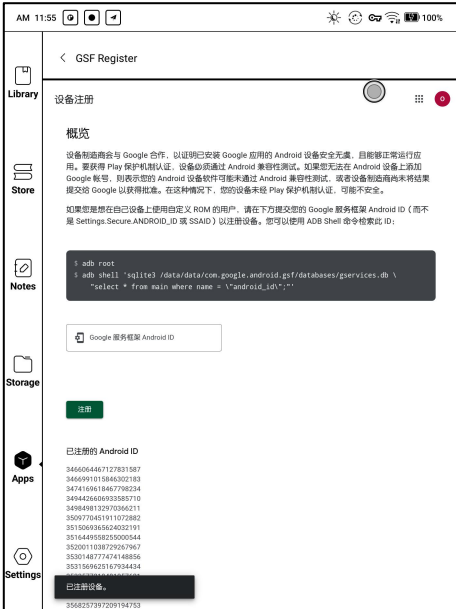 AM 11:55
100%
GSF Register
Library
设备注册
O
概览
设备制造商会与 Google 合作，以证明已安装 Google 应用的 Android 设备安全无虞，且能够正常运行应
用。要获得 Play 保护机制认证，设备必须通过 Android 兼容性测试。如果您无法在 Android 设备上添加
Google 帐号，则表示您的 Android 设备软件可能未通过 Android 兼容性测试，或者设备制造商尚未将结果
提交给 Google 以获得批准。在这种情况下，您的设备未经 Play 保护机制认证，可能不安全。
Store
如果您是想在自己设备上使用自定义 ROM 的用户，请在下方提交您的 Google 服务框架 Android ID（而不
是 Settings.Secure.ANDROID_ID 或 SSAID）以注册设备。您可以使用 ADB Shell 命令检索此 ID：
$ adb root
$ adb shell 'sqlite3 /data/data/com.google.android.gsf/databases/gservices.db \
"select * from main where name = \"android_id\";"'
Notes
Google 服务框架 Android ID
Storage
注册
已注册的 Android ID
Apps
3466064467127831587
3466991015846302183
3474169618467798234
3494426606933585710
3498498132970366211
3509770451911072882
3515069365624032191
3516449558255000544
3520011038729267967
3530148777474148856
3531569625167934434
Settings
已注册设备。
3568257397209194753